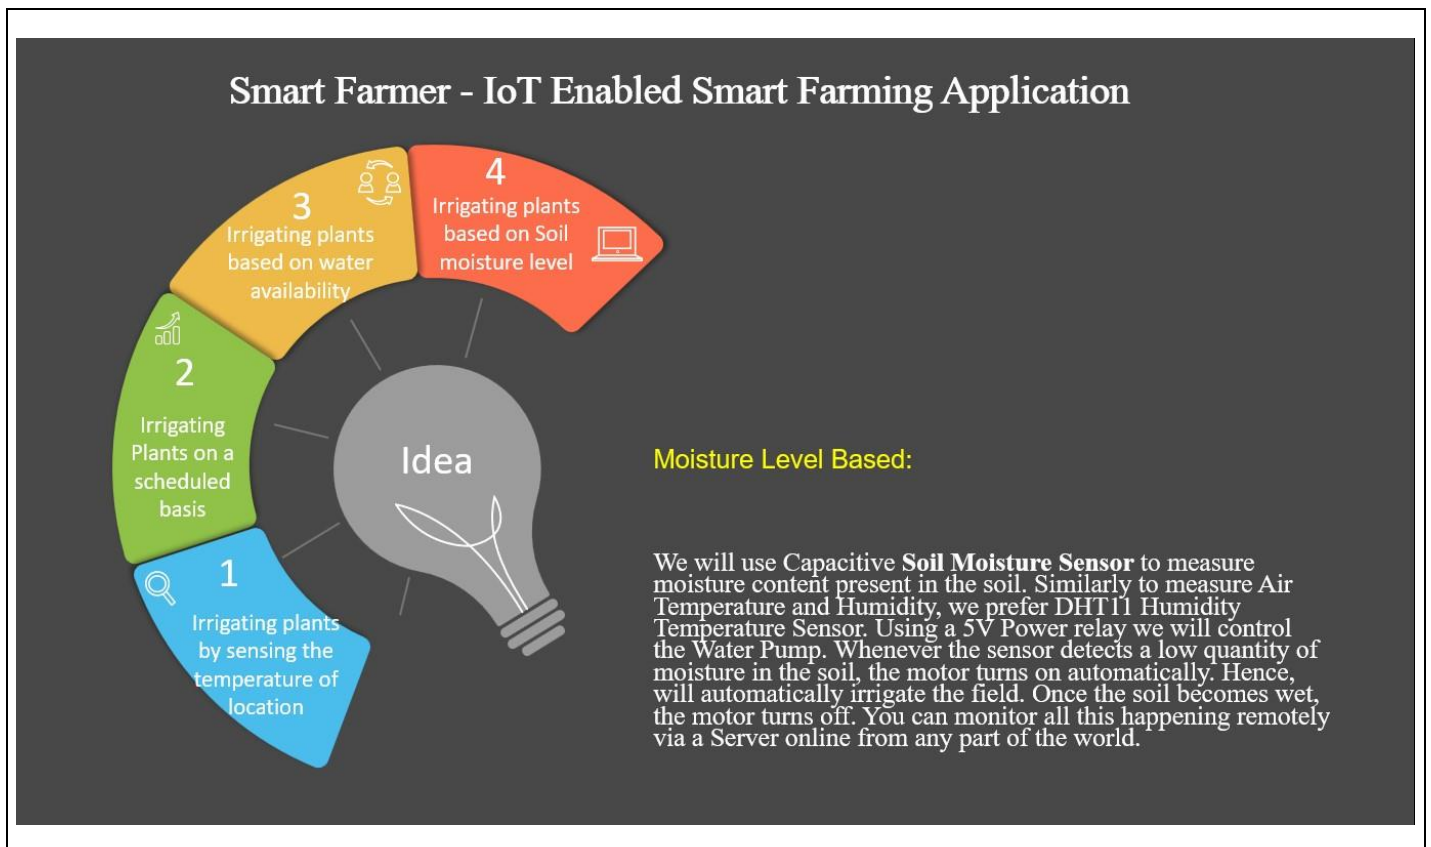 Smart Farmer - IoT Enabled Smart Farming Application
4
Irrigating plants
based on Soil
moisture level
3
Irrigating plants
based on water
availability
2
Irrigating
Plants on a
scheduled
basis
1
Irrigating plants
by sensing the
temperature of
location
Idea
Moisture Level Based:
We will use Capacitive Soil Moisture Sensor to measure
moisture content present in the soil. Similarly to measure Air
Temperature and Humidity, we prefer DHT11 Humidity
Temperature Sensor. Using a 5V Power relay we will control
the Water Pump. Whenever the sensor detects a low quantity of
moisture in the soil, the motor turns on automatically. Hence,
will automatically irrigate the field. Once the soil becomes wet,
the motor turns off. You can monitor all this happening remotely
via a Server online from any part of the world.